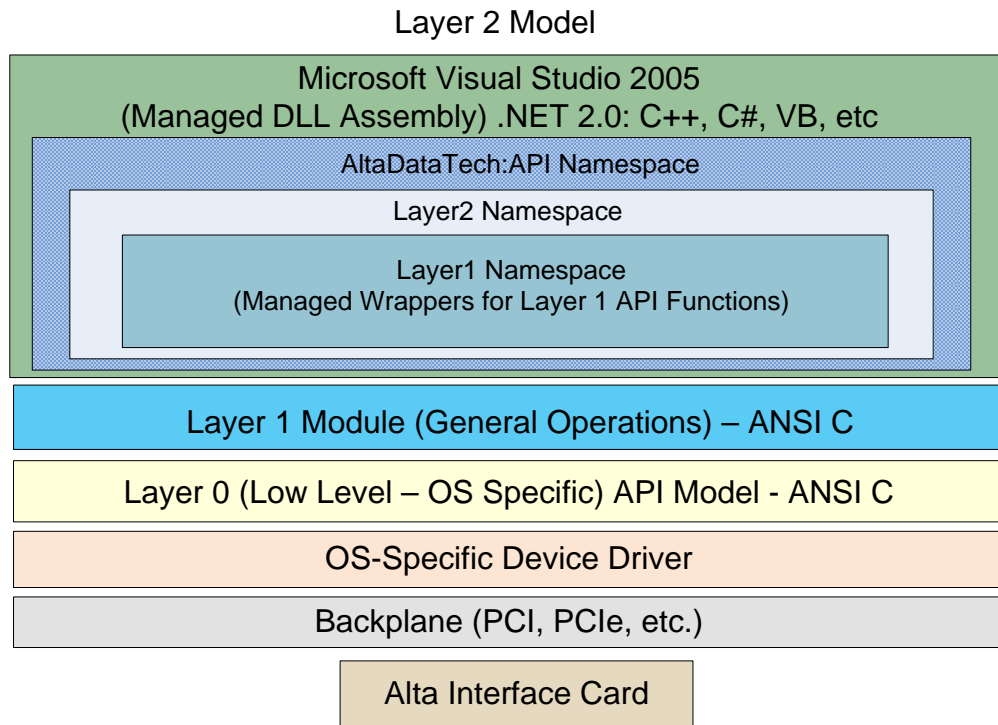 Layer 2 Model
Microsoft Visual Studio 2005
(Managed DLL Assembly) .NET 2.0: C++, C#, VB, etc
AltaDataTech:API Namespace
Layer2 Namespace
Layer1 Namespace
(Managed Wrappers for Layer 1 API Functions)
Layer 1 Module (General Operations) – ANSI C
Layer 0 (Low Level – OS Specific) API Model - ANSI C
OS-Specific Device Driver
Backplane (PCI, PCIe, etc.)
Alta Interface Card